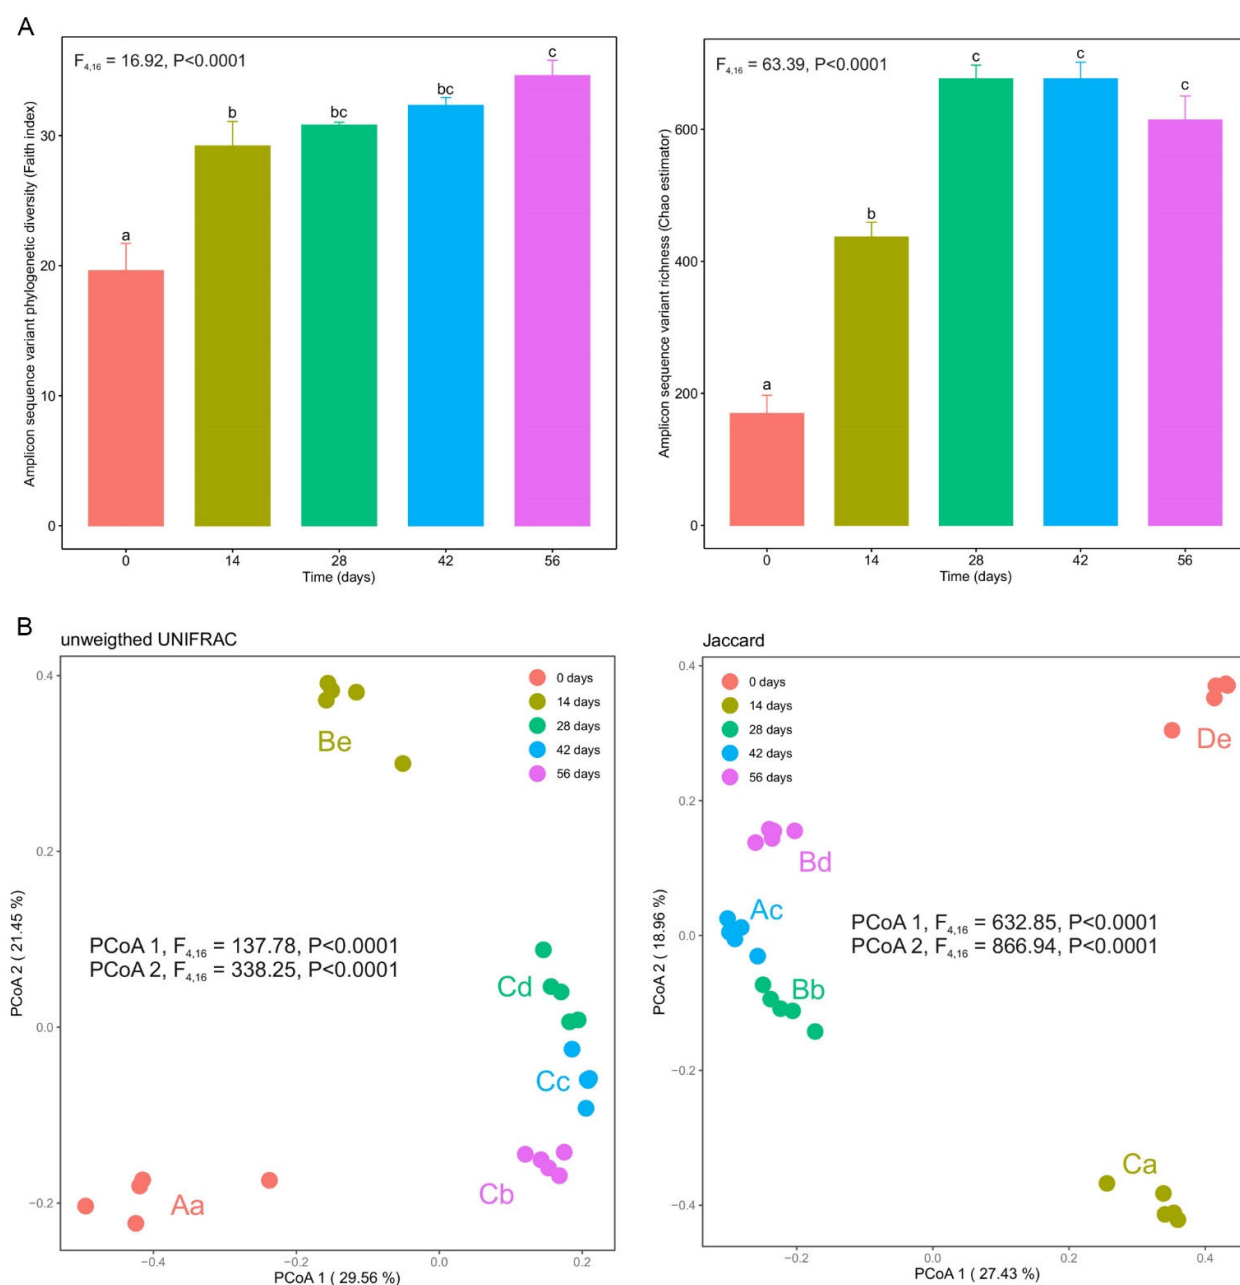 A
F4,16 = 16.92, P<0.0001
a
b
bc
bc
c
Amplicon sequence variant phylogenetic diversity (Faith index)
30
20
10
0
0 14 28 42 56
Time (days)
F4,16 = 63.39, P<0.0001
a
b
c
c
c
Amplicon sequence variant richness (Chao estimator)
600
400
200
0
0 14 28 42 56
Time (days)
B
unweigthed UNIFRAC
0 days
14 days
28 days
42 days
56 days
Be
PCoA 1, F4,16 = 137.78, P<0.0001
PCoA 2, F4,16 = 338.25, P<0.0001
Cd
Cc
Cb
Aa
PCoA 2 ( 21.45 %)
0.4
0.2
0.0
−0.2
−0.4 −0.2 0.0 0.2
PCoA 1 ( 29.56 %)
Jaccard
0 days
14 days
28 days
42 days
56 days
De
Bd
Ac
PCoA 1, F4,16 = 632.85, P<0.0001
PCoA 2, F4,16 = 866.94, P<0.0001
Bb
Ca
PCoA 2 ( 18.96 %)
0.4
0.2
0.0
−0.2
−0.4
−0.2 0.0 0.2 0.4
PCoA 1 ( 27.43 %)